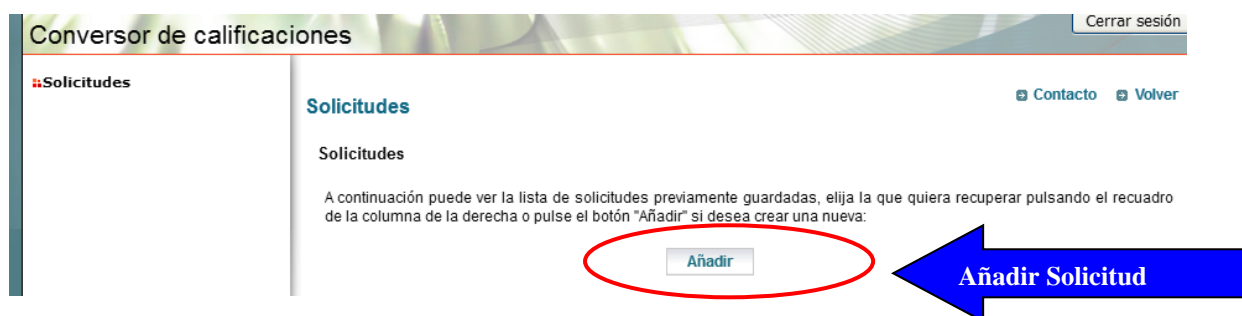 Conversor de calificaciones
Cerrar sesión
Solicitudes
Contacto
Volver
Solicitudes
Solicitudes
A continuación puede ver la lista de solicitudes previamente guardadas, elija la que quiera recuperar pulsando el recuadro
de la columna de la derecha o pulse el botón "Añadir" si desea crear una nueva:
Añadir
Añadir Solicitud